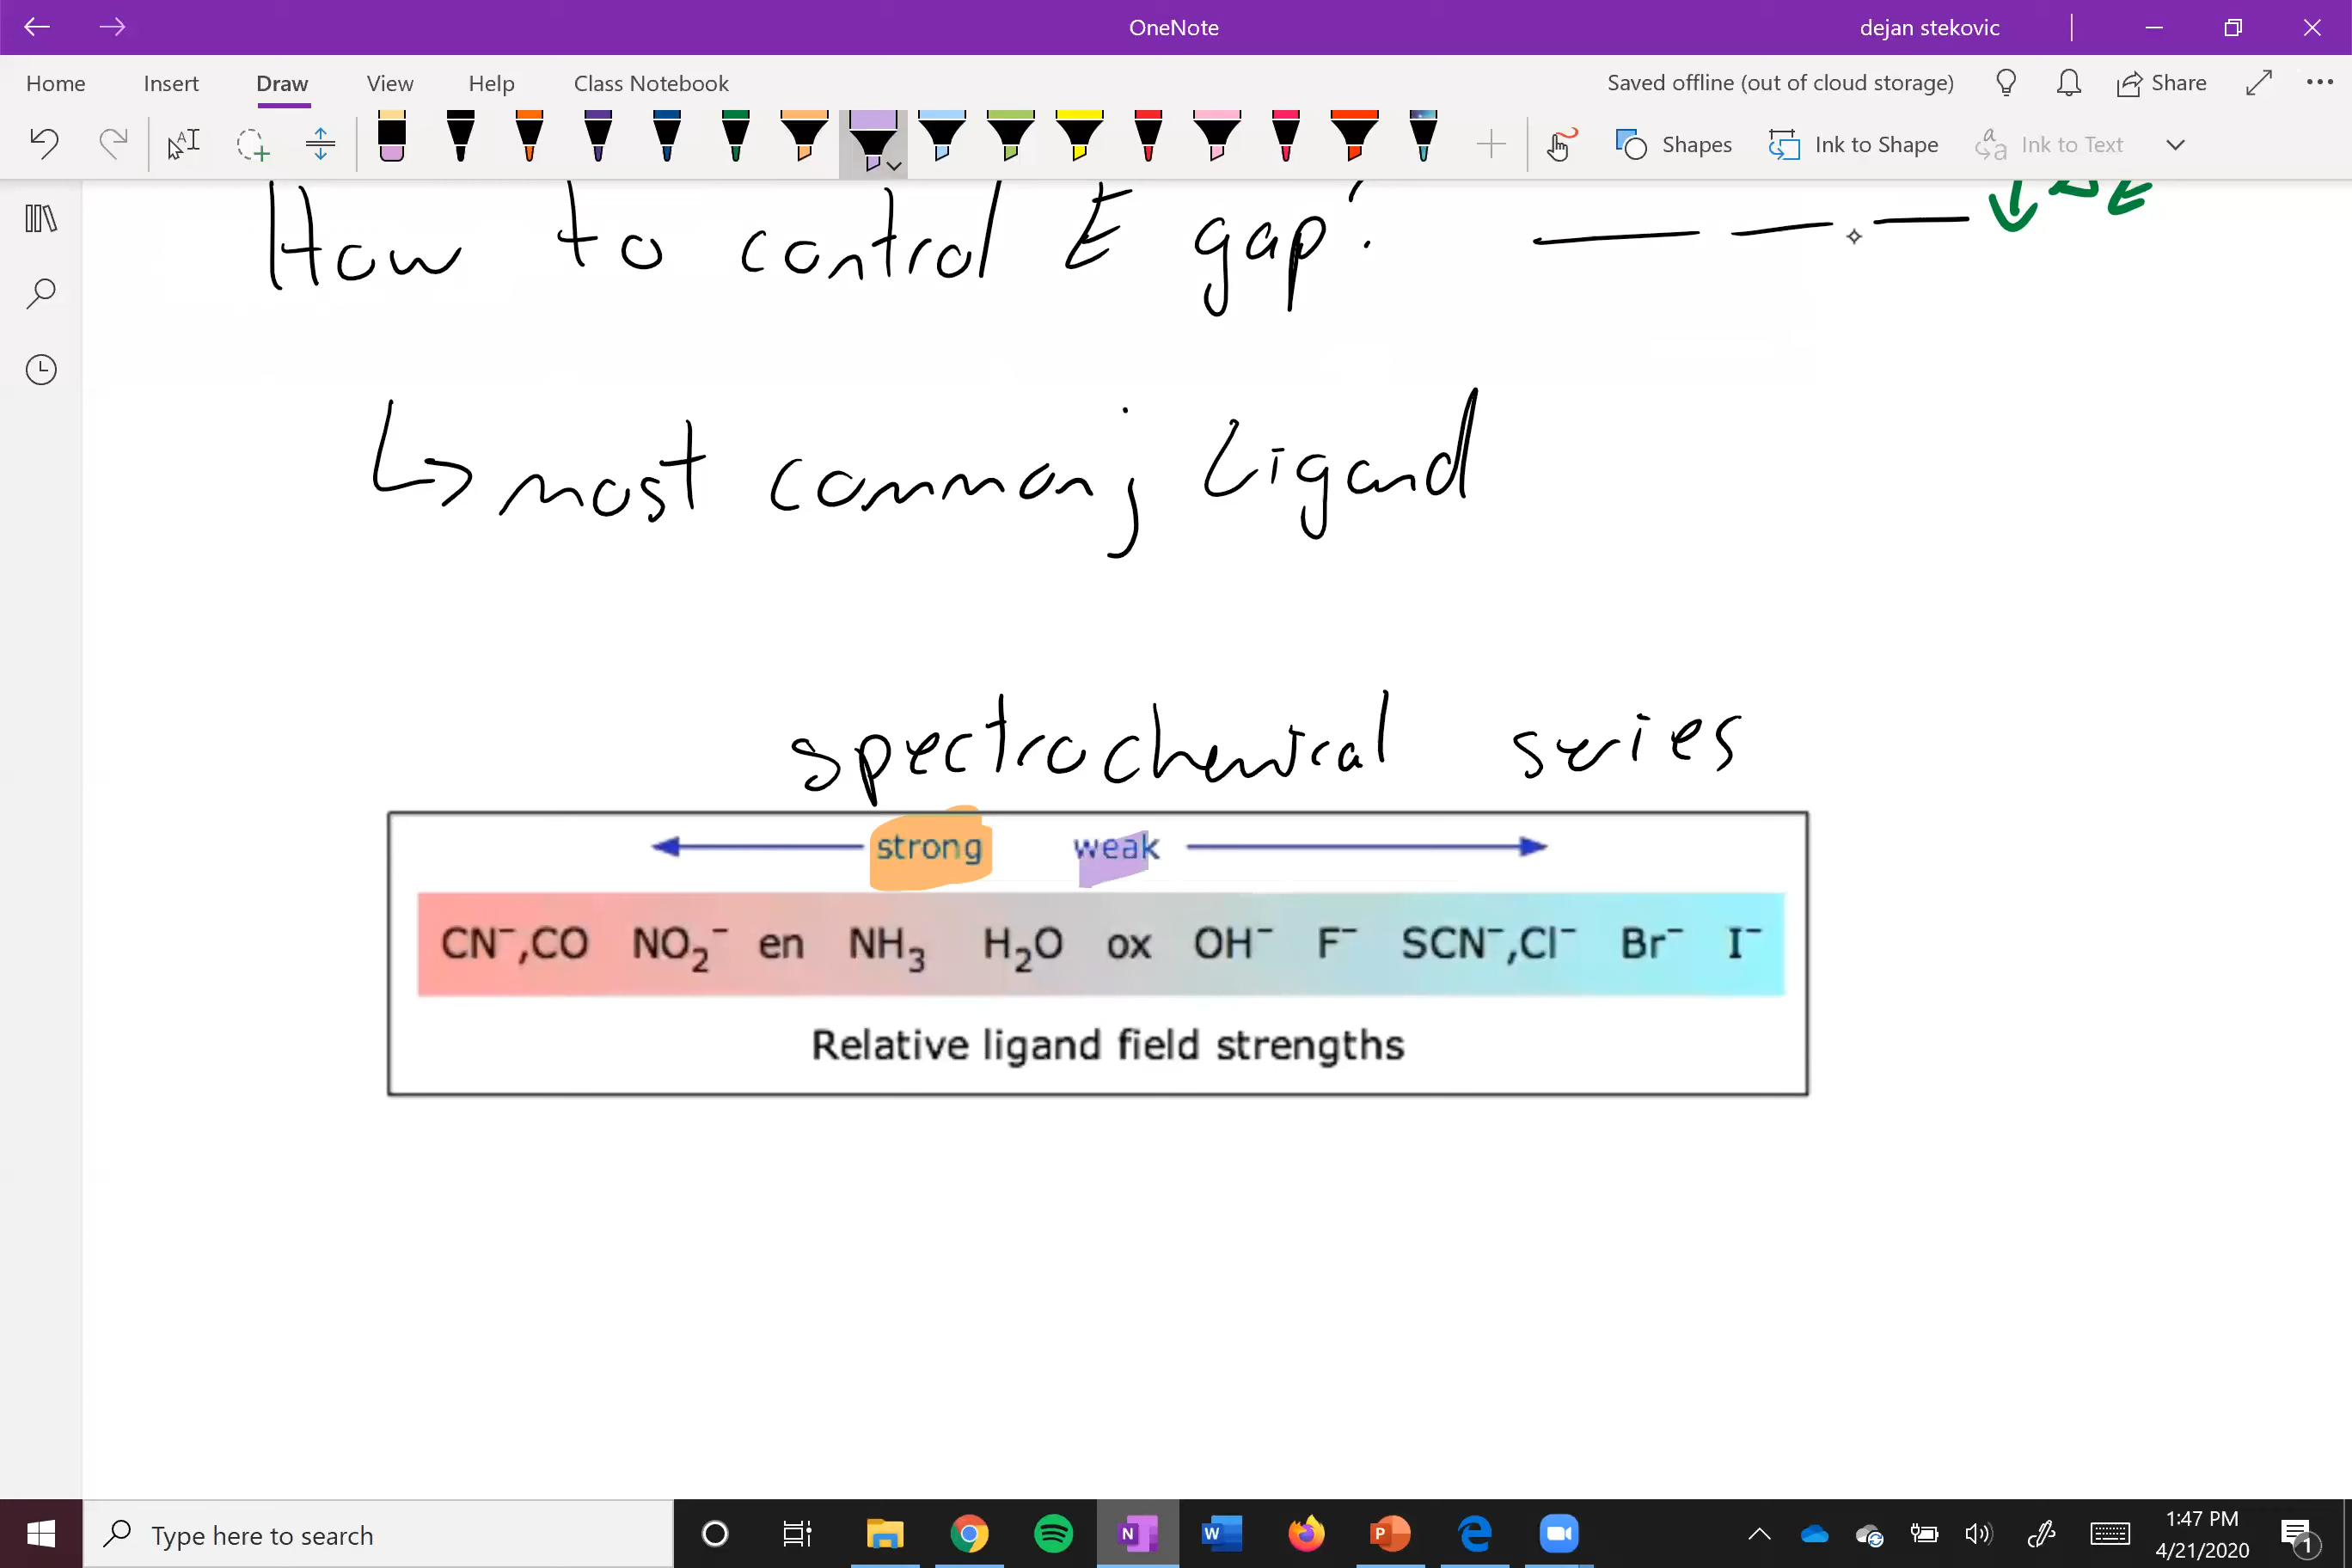 OneNote
dejan stekovic
Home Insert Draw View Help Class Notebook
Saved offline (out of cloud storage) Share
Shapes Ink to Shape Ink to Text
ΔE
How to control E gap?
↳ most common; Ligand
spectrochemical series
strong weak
CN⁻,CO NO₂⁻ en NH₃ H₂O ox OH⁻ F⁻ SCN⁻,Cl⁻ Br⁻ I⁻
Relative ligand field strengths
Type here to search
1:47 PM
4/21/2020
1